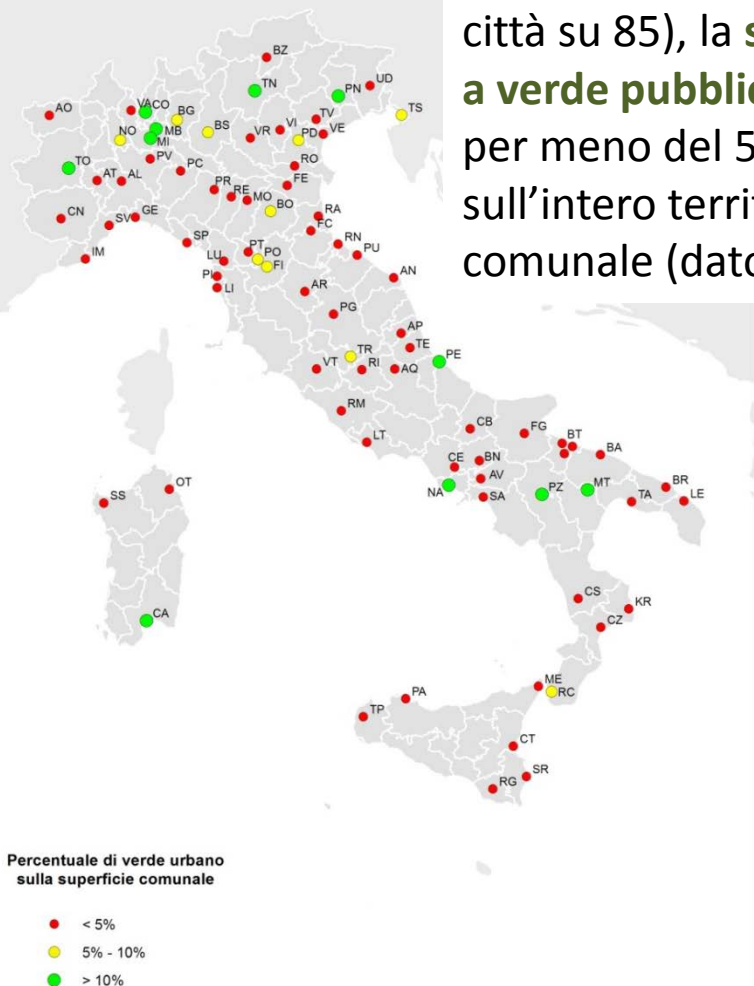 città su 85), la s
a verde pubblic
per meno del 5
sull’intero territ
comunale (dato
BZ
TN
PN
UD
AO
VA
CO
BG
TV
TS
NO
MB
BS
VR
VI
VE
MI
PD
TO
PV
PC
RO
AT
AL
PR
RE
MO
FE
CN
SV
GE
BO
RA
FC
IM
SP
PT
PO
RN
PU
LU
FI
PI
LI
AR
AN
PG
AP
TE
TR
PE
VT
RI
AQ
RM
LT
CB
FG
BT
BA
CE
BN
AV
NA
SA
PZ
MT
BR
TA
LE
OT
SS
CA
CS
KR
CZ
ME
RC
PA
TP
CT
SR
RG
Percentuale di verde urbano
sulla superficie comunale
< 5%
5% - 10%
> 10%